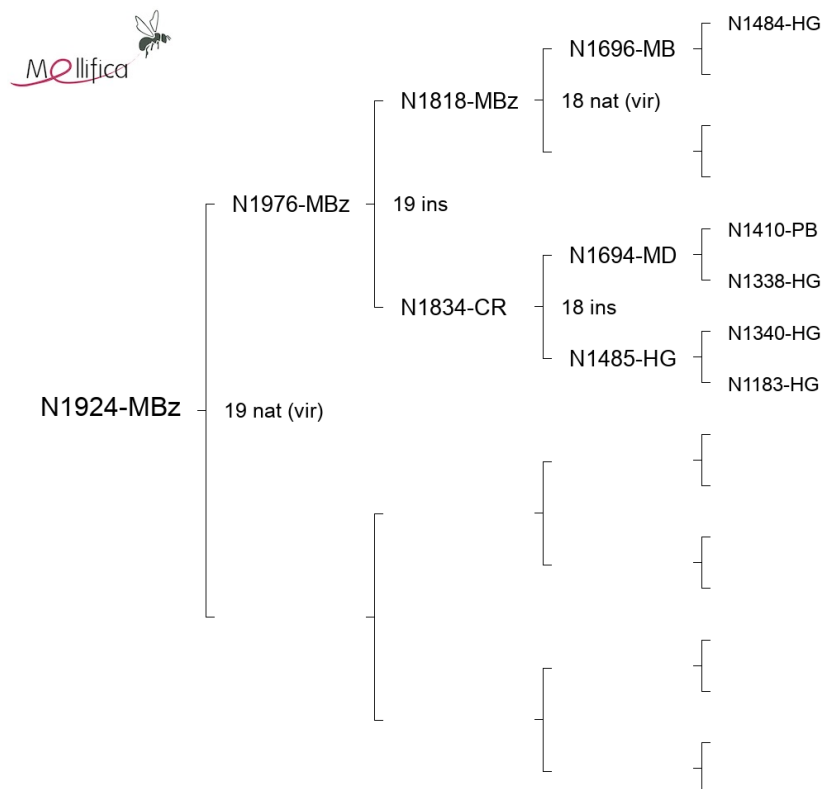 Mellifica
N1484-HG
N1696-MB
N1818-MBz
18 nat (vir)
N1976-MBz
19 ins
N1410-PB
N1694-MD
N1338-HG
N1834-CR
18 ins
N1340-HG
N1485-HG
N1183-HG
N1924-MBz
19 nat (vir)